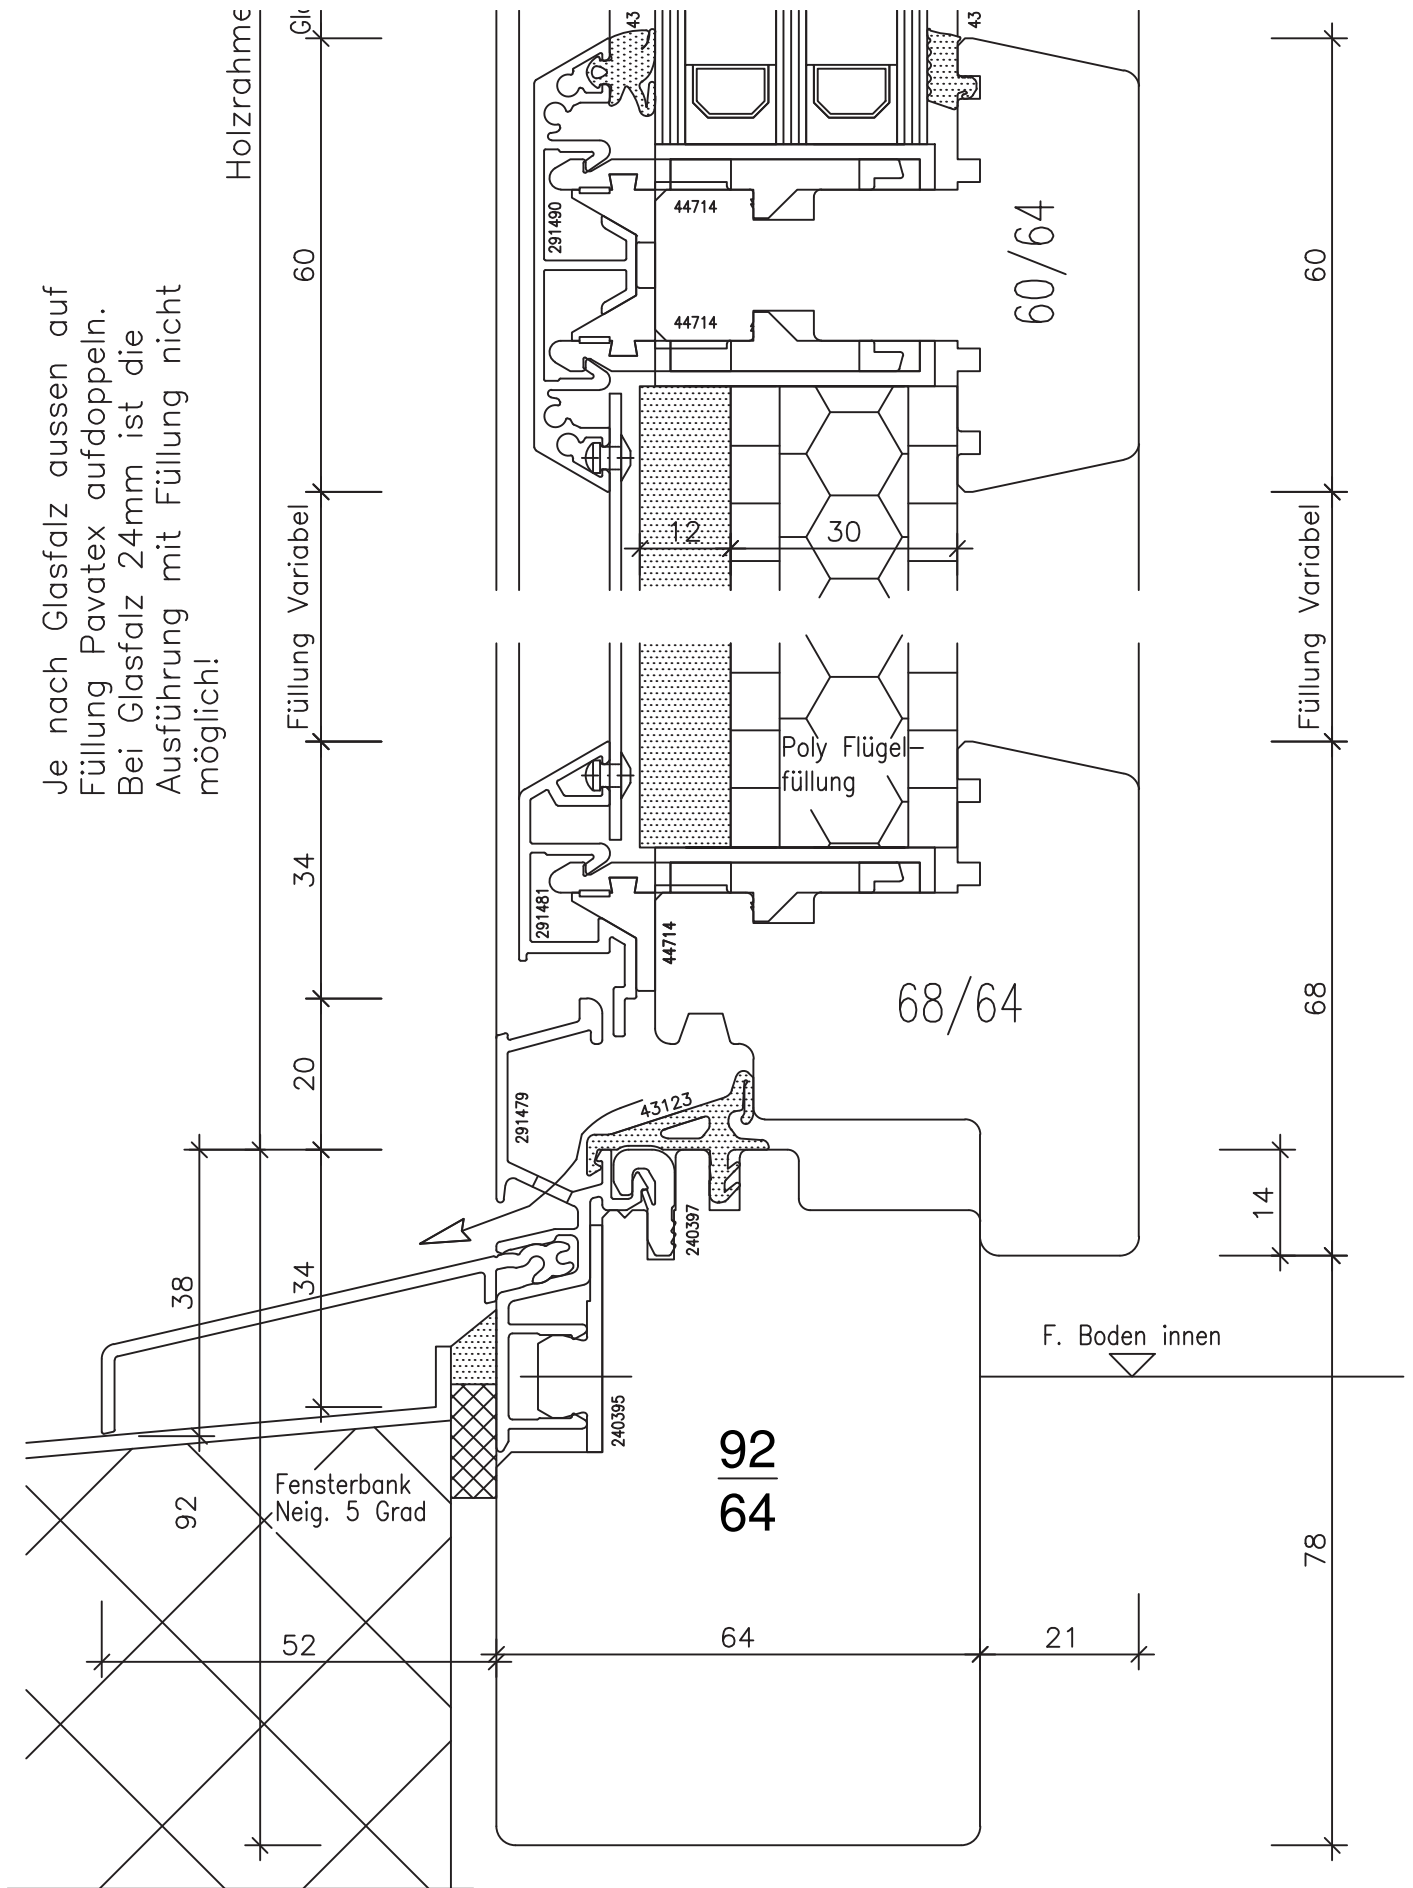 Je nach Glasfalz aussen auf
Füllung Pavatex aufdoppeln.
Bei Glasfalz 24mm ist die
Ausführung mit Füllung nicht
möglich!
Holzrahme
Gl
43
43
60
291490
44714
44714
60/64
60
Füllung Variabel
12
30
Füllung Variabel
Poly Flügel-
füllung
34
291481
44714
68/64
68
20
291479
43123
240397
14
38
34
F. Boden innen
240395
92
64
Fensterbank
Neig. 5 Grad
92
78
52
64
21